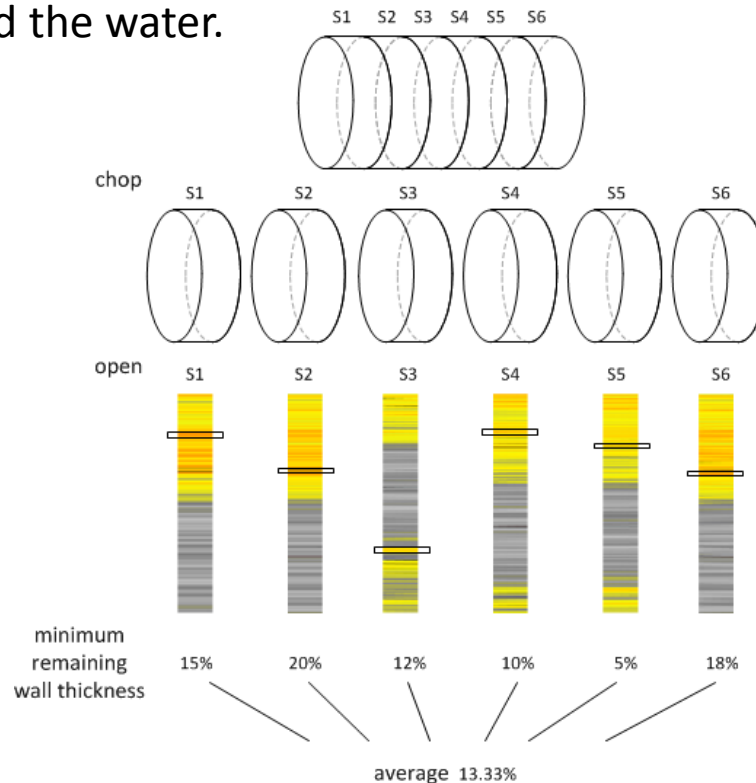 d the water.
S1 S2 S3 S4 S5 S6
chop
S1 S2 S3 S4 S5 S6
open
S1 S2 S3 S4 S5 S6
minimum
remaining
wall thickness
15% 20% 12% 10% 5% 18%
average 13.33%